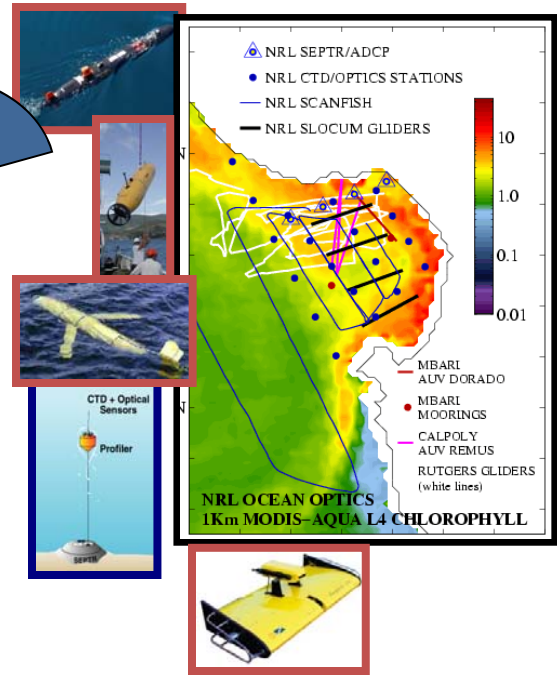 NRL SEPTR/ADCP
NRL CTD/OPTICS STATIONS
NRL SCANFISH
NRL SLOCUM GLIDERS
N
10
1.0
0.1
0.01
N
MBARI
AUV DORADO
MBARI
MOORINGS
CALPOLY
AUV REMUS
RUTGERS GLIDERS
(white lines)
NRL OCEAN OPTICS
1Km MODIS-AQUA L4 CHLOROPHYLL
CTD + Optical
Sensors
Profiler